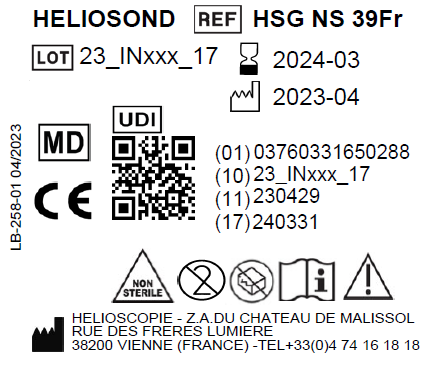 HELIOSOND REF HSG NS 39Fr
LOT 23_INxxx_17 2024-03
2023-04
UDI
MD
(01) 03760331650288
(10) 23_INxxx_17
(11) 230429
(17) 240331
CE
LB-258-01 04/2023
NON
STERILE
2
i
!
HELIOSCOPIE - Z.A.DU CHATEAU DE MALISSOL
RUE DES FRERES LUMIERE
38200 VIENNE (FRANCE) -TEL+33(0)4 74 16 18 18